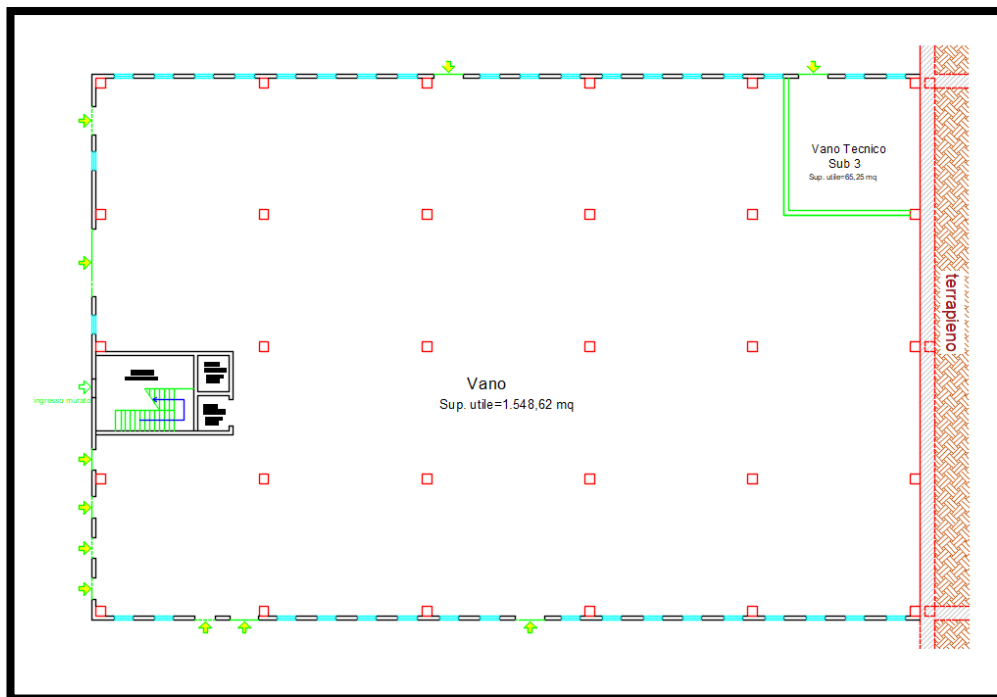 Vano Tecnico
Sub 3
Sup. utile=65,25 mq
terrapieno
Vano
Sup. utile=1.548,62 mq
ingresso murato